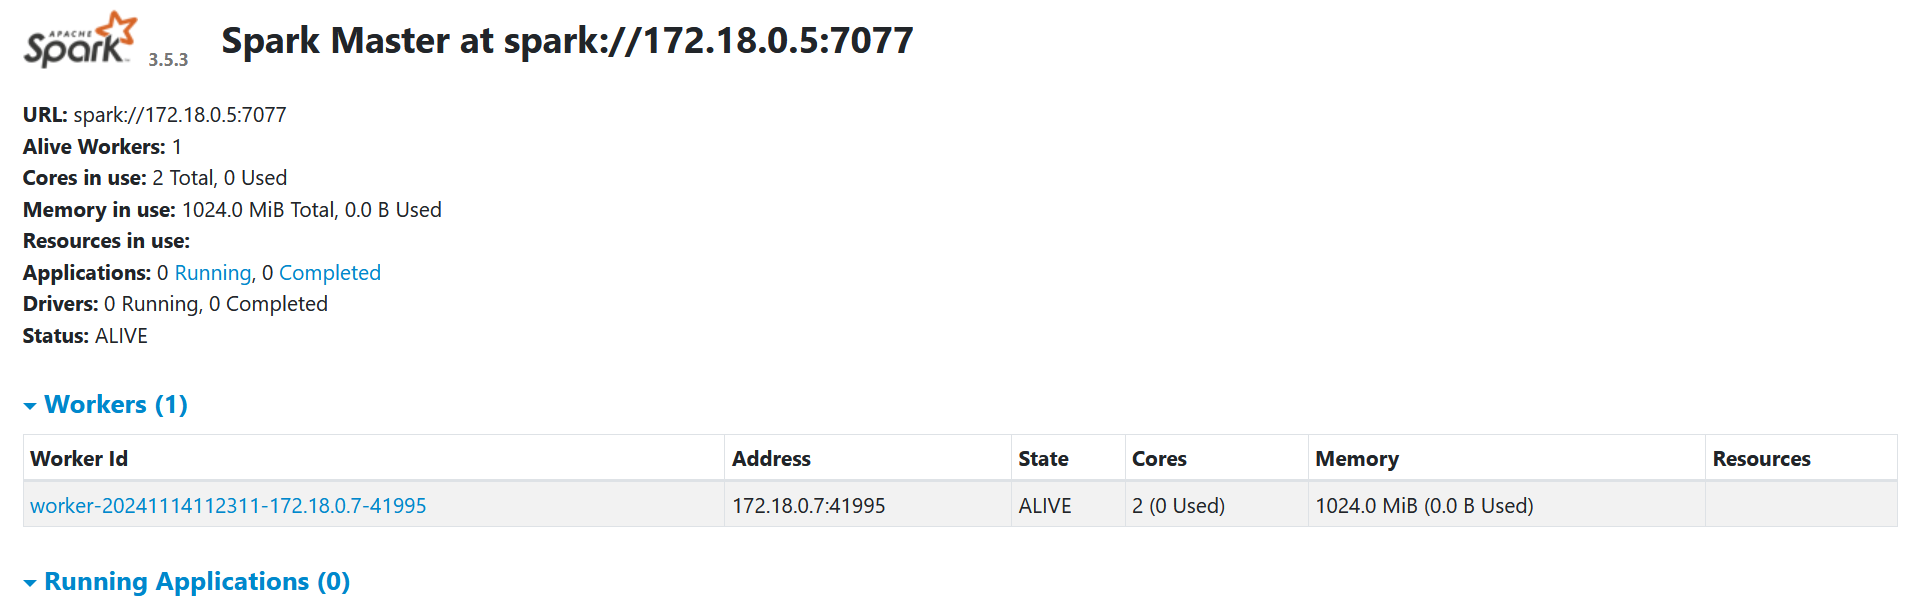 APACHE
Spark 3.5.3 Spark Master at spark://172.18.0.5:7077
URL: spark://172.18.0.5:7077
Alive Workers: 1
Cores in use: 2 Total, 0 Used
Memory in use: 1024.0 MiB Total, 0.0 B Used
Resources in use:
Applications: 0 Running, 0 Completed
Drivers: 0 Running, 0 Completed
Status: ALIVE
Workers (1)
Worker Id Address State Cores Memory Resources
worker-20241114112311-172.18.0.7-41995 172.18.0.7:41995 ALIVE 2 (0 Used) 1024.0 MiB (0.0 B Used)
Running Applications (0)